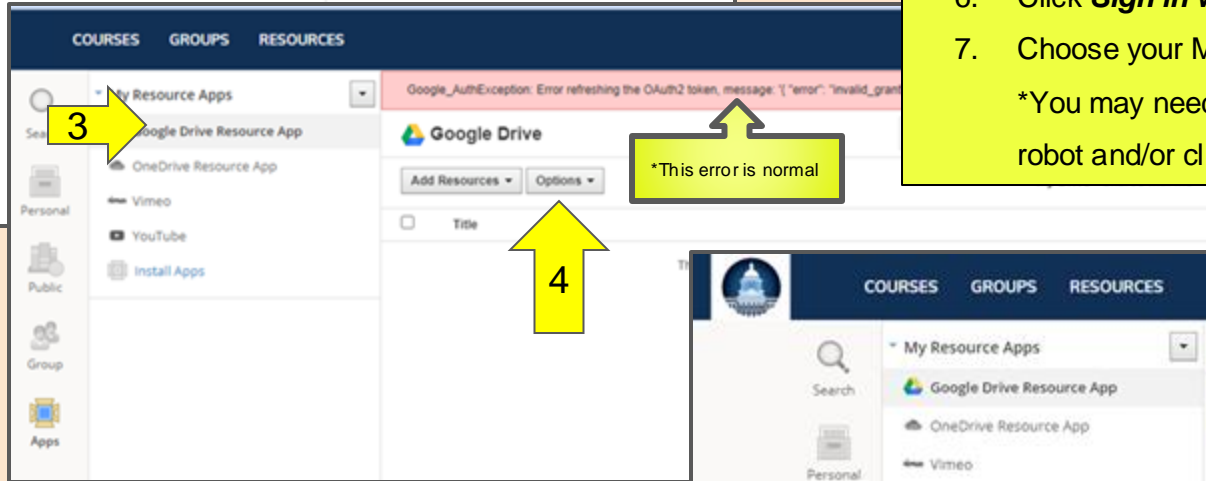 COURSES GROUPS RESOURCES
My Resource Apps
Google Drive Resource App
OneDrive Resource App
Vimeo
YouTube
Install Apps
Personal
Public
Group
Apps
3
Google_AuthException: Error refreshing the OAuth2 token, message: '{ "error": "invalid_grant
Google Drive
Add Resources Options
*This error is normal
Title
4
Click Sign in
7. Choose your M
*You may need
robot and/or cl
COURSES GROUPS RESOURCES
Search
Personal
My Resource Apps
Google Drive Resource App
OneDrive Resource App
Vimeo